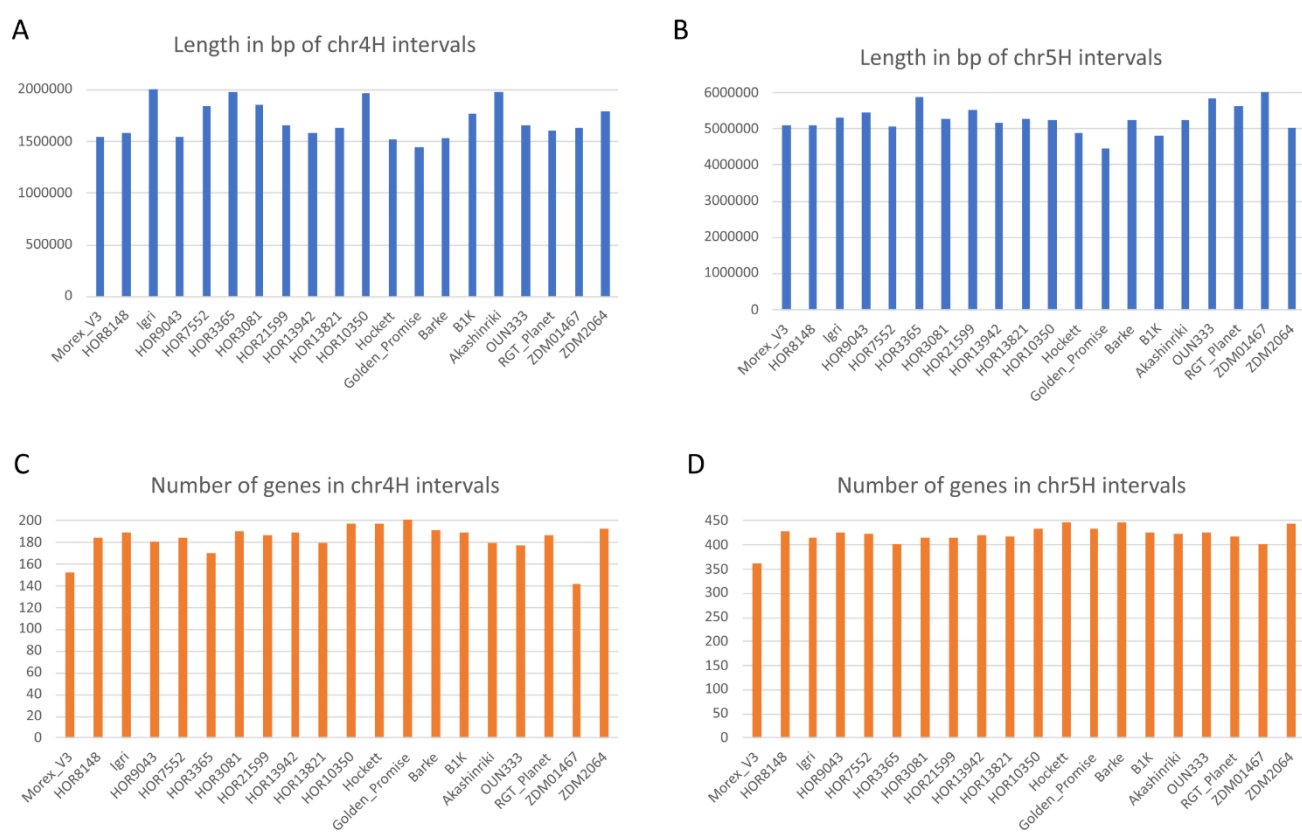 A
Length in bp of chr4H intervals
2000000
1500000
1000000
500000
0
Morex_V3
HOR8148
Igri
HOR9043
HOR7552
HOR3365
HOR3081
HOR21599
HOR13942
HOR13821
HOR10350
Hockett
Golden_Promise
Barke
B1K
Akashinriki
OUN333
RGT_Planet
ZDM01467
ZDM2064
B
Length in bp of chr5H intervals
6000000
5000000
4000000
3000000
2000000
1000000
0
Morex_V3
HOR8148
Igri
HOR9043
HOR7552
HOR3365
HOR3081
HOR21599
HOR13942
HOR13821
HOR10350
Hockett
Golden_Promise
Barke
B1K
Akashinriki
OUN333
RGT_Planet
ZDM01467
ZDM2064
C
Number of genes in chr4H intervals
200
180
160
140
120
100
80
60
40
20
0
Morex_V3
HOR8148
Igri
HOR9043
HOR7552
HOR3365
HOR3081
HOR21599
HOR13942
HOR13821
HOR10350
Hockett
Golden_Promise
Barke
B1K
Akashinriki
OUN333
RGT_Planet
ZDM01467
ZDM2064
D
Number of genes in chr5H intervals
450
400
350
300
250
200
150
100
50
0
Morex_V3
HOR8148
Igri
HOR9043
HOR7552
HOR3365
HOR3081
HOR21599
HOR13942
HOR13821
HOR10350
Hockett
Golden_Promise
Barke
B1K
Akashinriki
OUN333
RGT_Planet
ZDM01467
ZDM2064